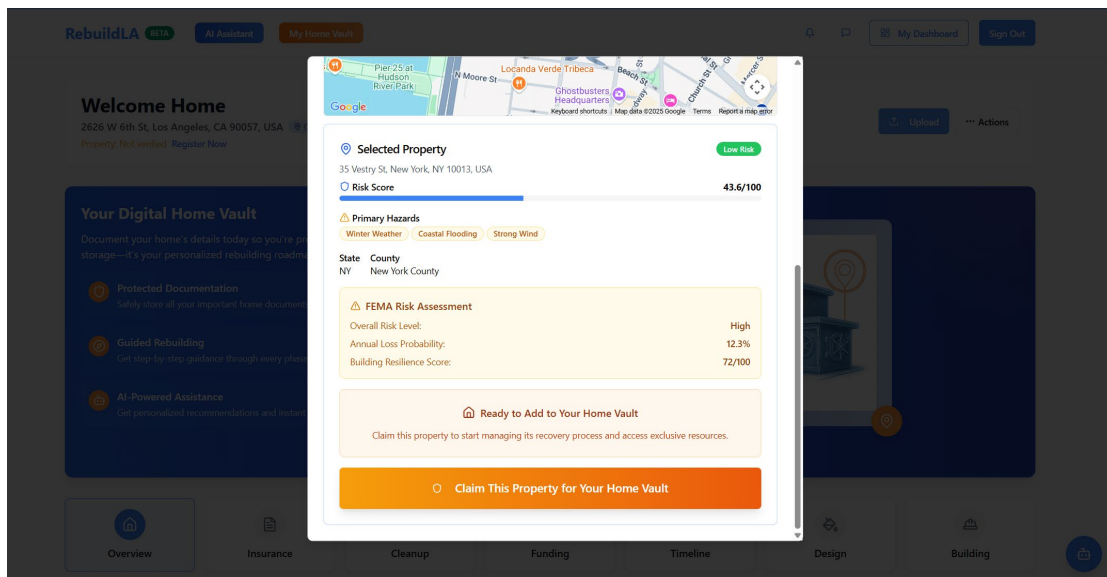 RebuildLA BETA AI Assistant My Home Vault My Dashboard Sign Out
Welcome Home
2626 W 6th St, Los Angeles, CA 90057, USA
Property: Not verified Register Now
Upload ··· Actions
Your Digital Home Vault
Document your home's details today so you're
storage—it's your personalized rebuilding
Protected Documentation
Safely store all your important home
Guided Rebuilding
Get step-by-step guidance through every
AI-Powered Assistance
Get personalized recommendations and instant
Pier 25 at
Hudson
River Park
N Moore St
Locanda Verde Tribeca
Beach St
Church St
Ghostbusters
Headquarters
Google
Keyboard shortcuts Map data ©2025 Google Terms Report a map error
Selected Property Low Risk
35 Vestry St, New York, NY 10013, USA
Risk Score 43.6/100
Primary Hazards
Winter Weather Coastal Flooding Strong Wind
State County
NY New York County
FEMA Risk Assessment
Overall Risk Level: High
Annual Loss Probability: 12.3%
Building Resilience Score: 72/100
Ready to Add to Your Home Vault
Claim this property to start managing its recovery process and access exclusive resources.
Claim This Property for Your Home Vault
Overview Insurance Cleanup Funding Timeline Design Building